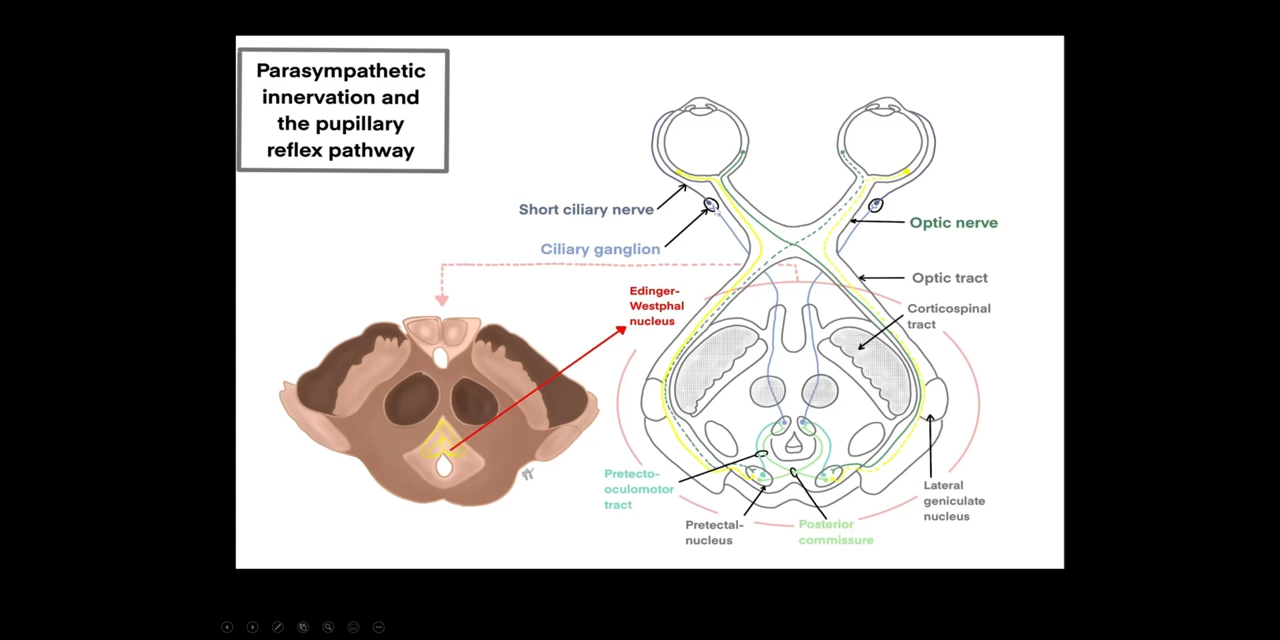 Parasympathetic
innervation and
the pupillary
reflex pathway
Short ciliary nerve
Ciliary ganglion
Optic nerve
Optic tract
Edinger-
Westphal
nucleus
Corticospinal
tract
Pretecto-
oculomotor
tract
Pretectal-
nucleus
Posterior
commissure
Lateral
geniculate
nucleus